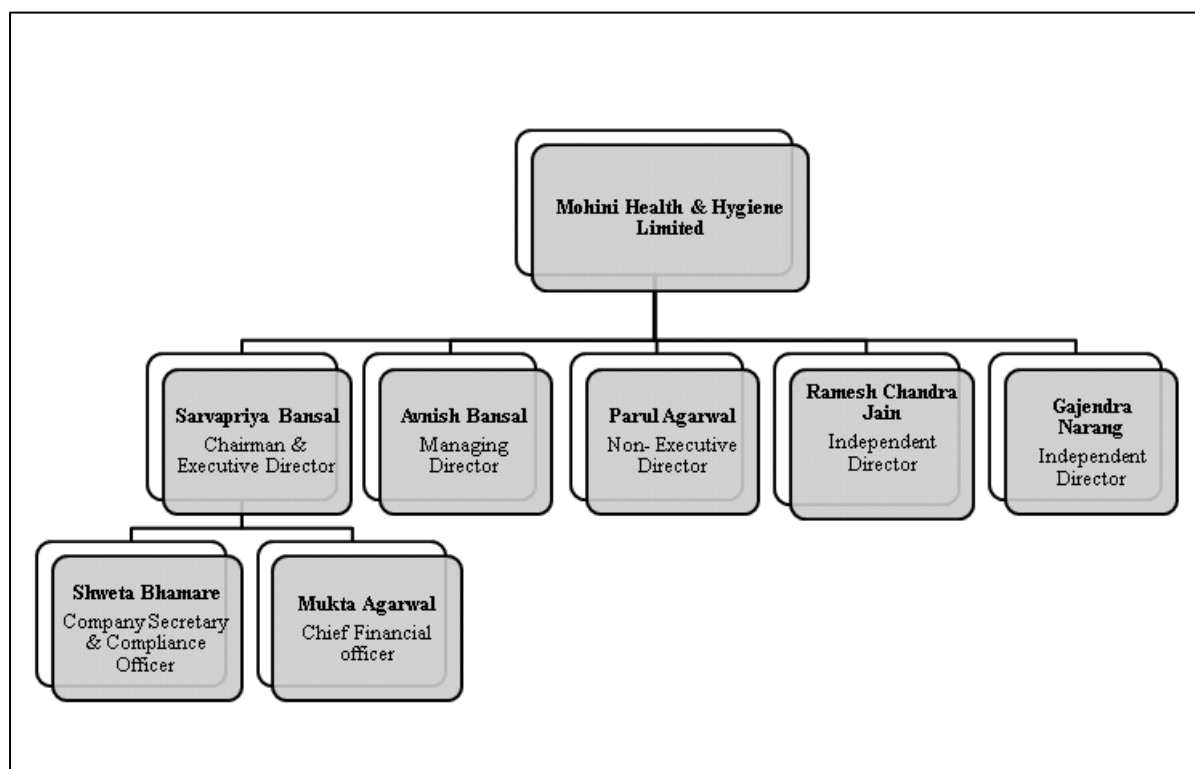 Mohini Health & Hygiene
Limited
Sarvapriya Bansal
Chairman &
Executive Director
Avnish Bansal
Managing
Director
Parul Agarwal
Non- Executive
Director
Ramesh Chandra
Jain
Independent
Director
Gajendra
Narang
Independent
Director
Shweta Bhamare
Company Secretary
& Compliance
Officer
Mukta Agarwal
Chief Financial
officer